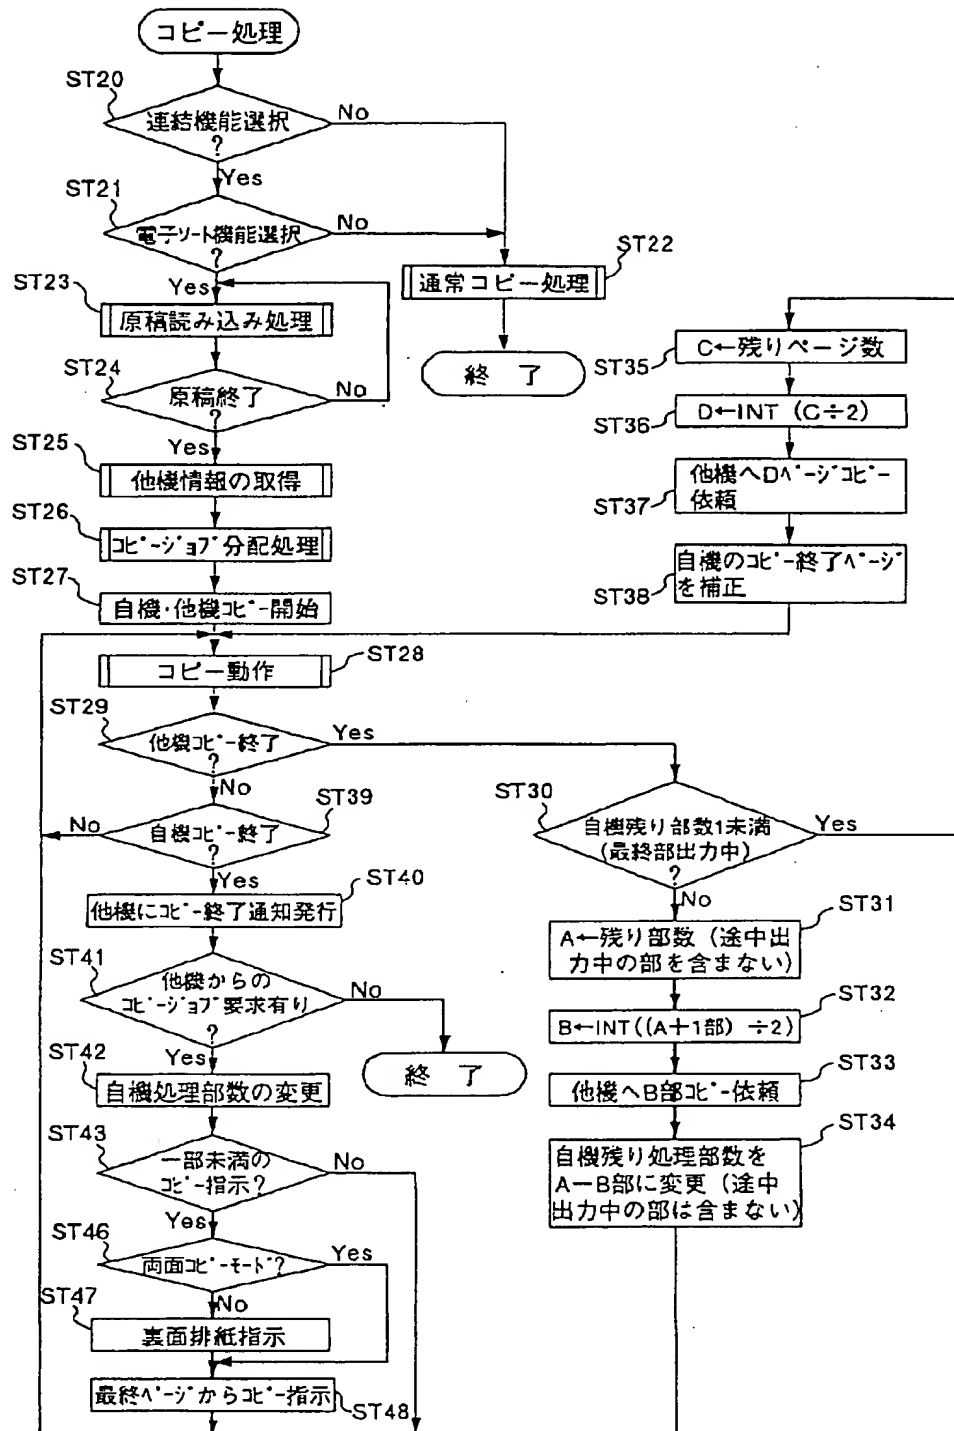 コピー処理
ST20
連結機能選択
?
No
Yes
ST21
電子ソート機能選択
?
No
Yes
ST22
通常コピー処理
終 了
ST23
原稿読み込み処理
ST24
原稿終了
?
No
Yes
ST25
他機情報の取得
ST26
コピージョブ分配処理
ST27
自機・他機コピー開始
ST28
コピー動作
ST29
他機コピー終了
?
Yes
No
ST39
自機コピー終了
?
No
Yes
ST40
他機にコピー終了通知発行
ST41
他機からの
コピージョブ要求有り
?
No
Yes
終 了
ST42
自機処理部数の変更
ST43
一部未満の
コピー指示?
No
Yes
ST46
両面コピーモード?
Yes
No
ST47
裏面排紙指示
最終ページからコピー指示
ST48
ST35
C←残りページ数
ST36
D←INT (C÷2)
ST37
他機へDページコピー
依頼
ST38
自機のコピー終了ページ
を補正
ST30
自機残り部数1未満
(最終部出力中)
?
Yes
No
ST31
A←残り部数(途中出
力中の部を含まない)
ST32
B←INT((A+1部) ÷2)
ST33
他機へB部コピー依頼
ST34
自機残り処理部数を
A−B部に変更(途中
出力中の部は含まない)